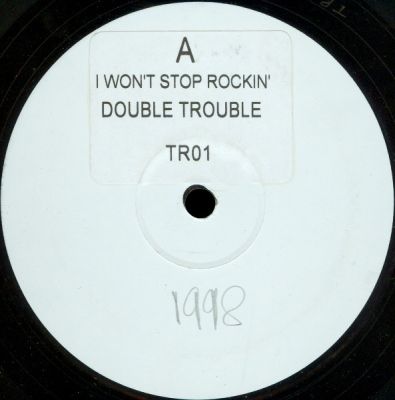 A
I WON'T STOP ROCKIN'
DOUBLE TROUBLE
TR01
1998